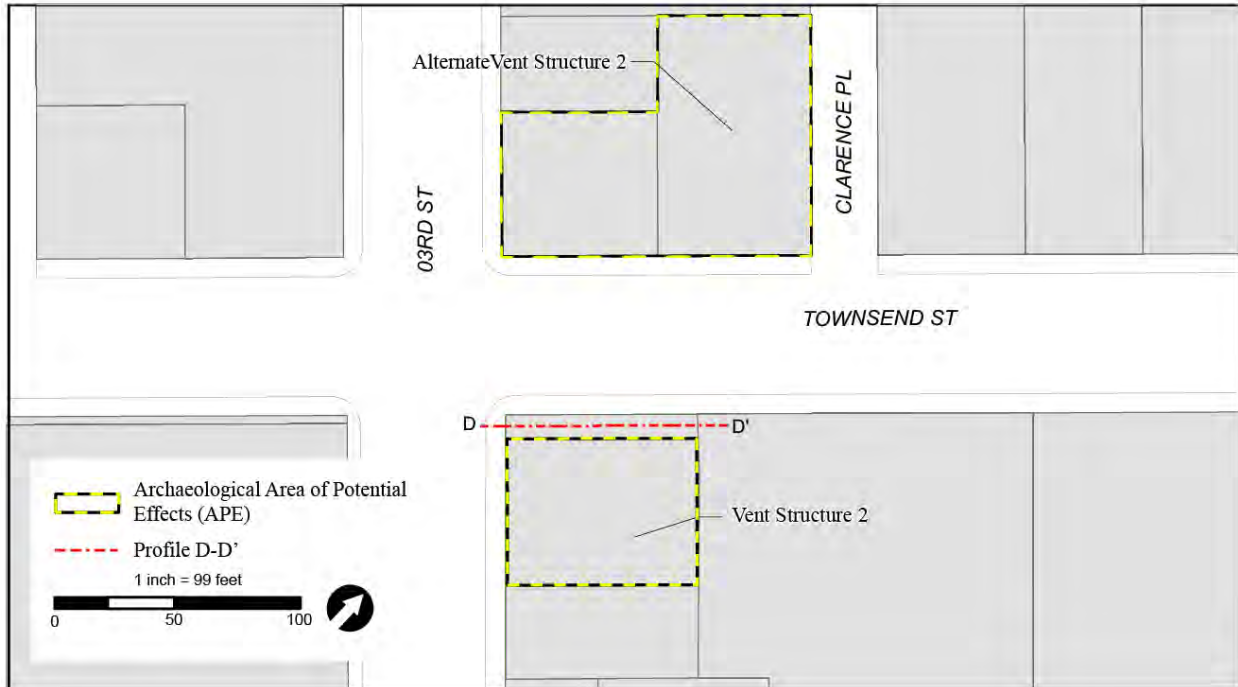 AlternateVent Structure 2
CLARENCE PL
03RD ST
TOWNSEND ST
D
D'
Vent Structure 2
Archaeological Area of Potential
Effects (APE)
Profile D-D’
1 inch = 99 feet
0 50 100